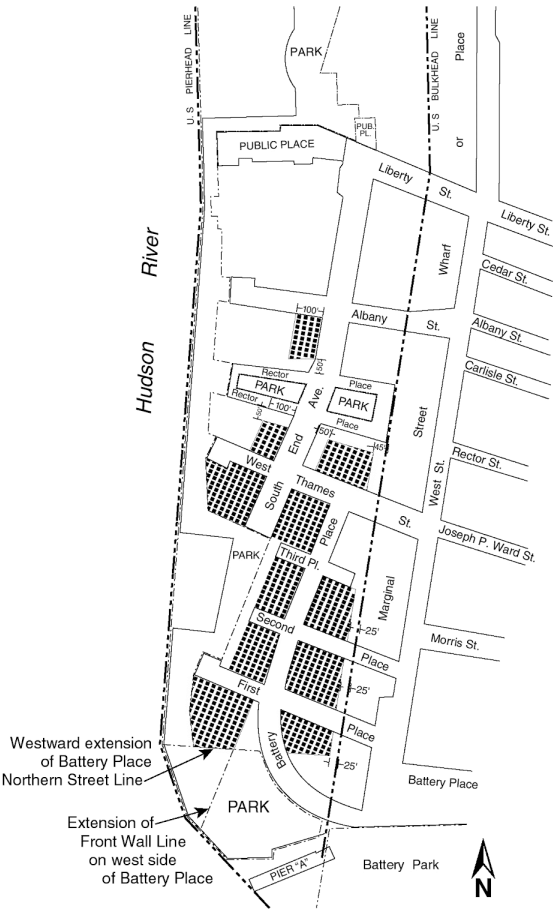 U. S. PIERHEAD LINE
PARK
U.S BULKHEAD LINE
Place
or
PUB.
PL.
PUBLIC PLACE
Liberty
St.
Liberty St.
Hudson River
Wharf
Cedar St.
100'
Albany
St.
Albany St.
50'
Carlisle St.
Rector
Place
PARK
Ave.
PARK
Rector
100'
50'
Place
50'
45'
Street
End
West
Rector St.
West St.
South
Thames
St.
Place
Joseph P. Ward St.
PARK
Third Pl.
Marginal
Second
25'
Morris St.
Place
First
25'
Place
Westward extension
of Battery Place
Northern Street Line
Battery
25'
Battery Place
PARK
Extension of
Front Wall Line
on west side
of Battery Place
PIER "A"
Battery Park
N